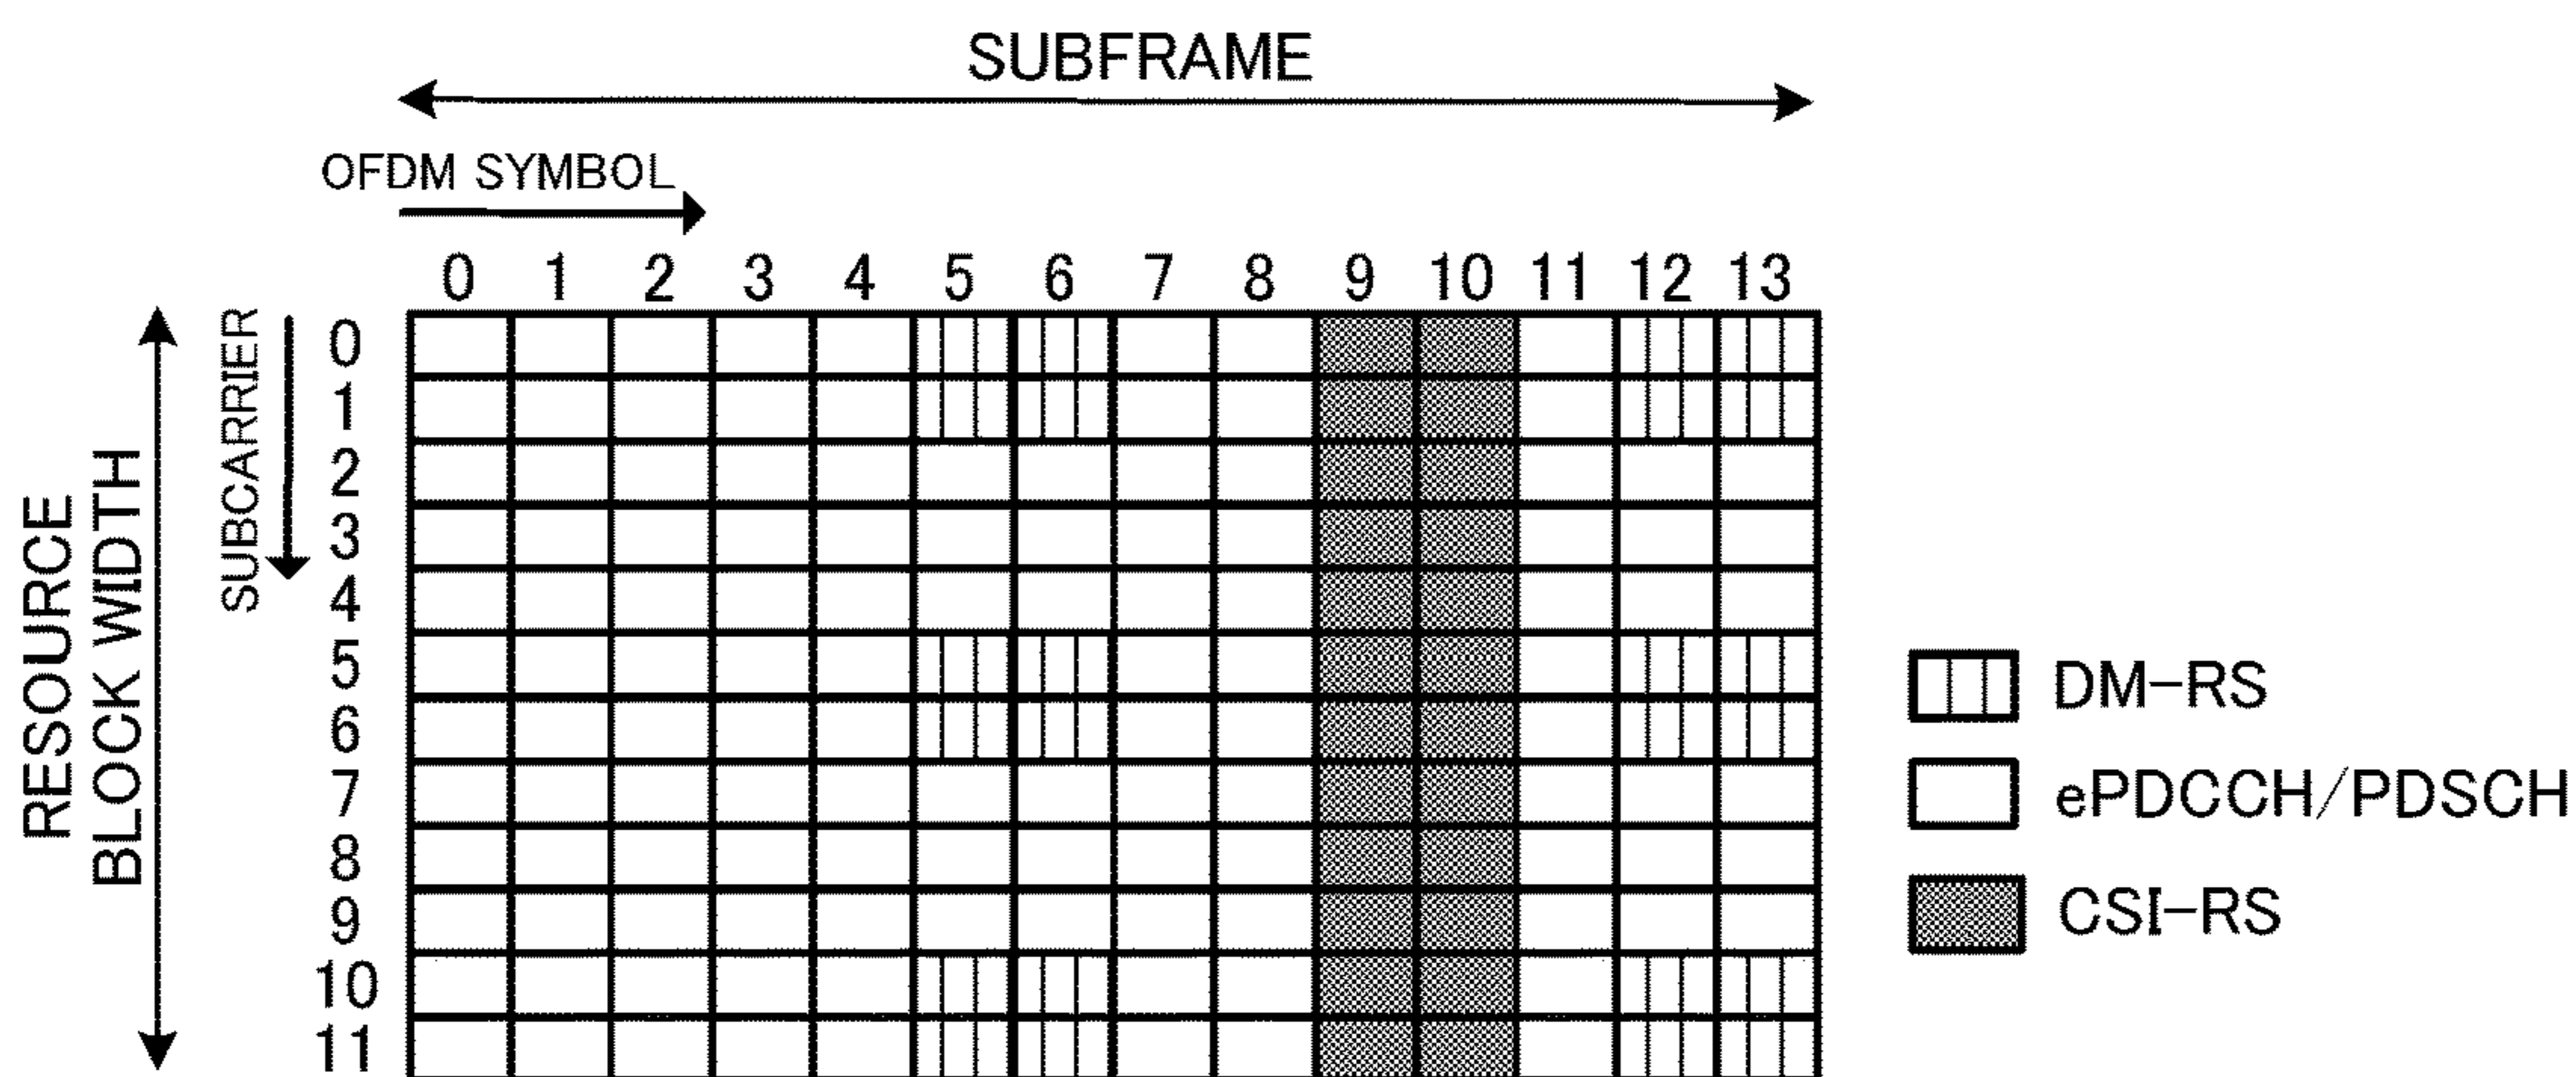 SUBFRAME
OFDM SYMBOL
0 1 2 3 4 5 6 7 8 9 10 11 12 13
RESOURCE
BLOCK WIDTH
SUBCARRIER
0
1
2
3
4
5
6
7
8
9
10
11
DM-RS
ePDCCH/PDSCH
CSI-RS